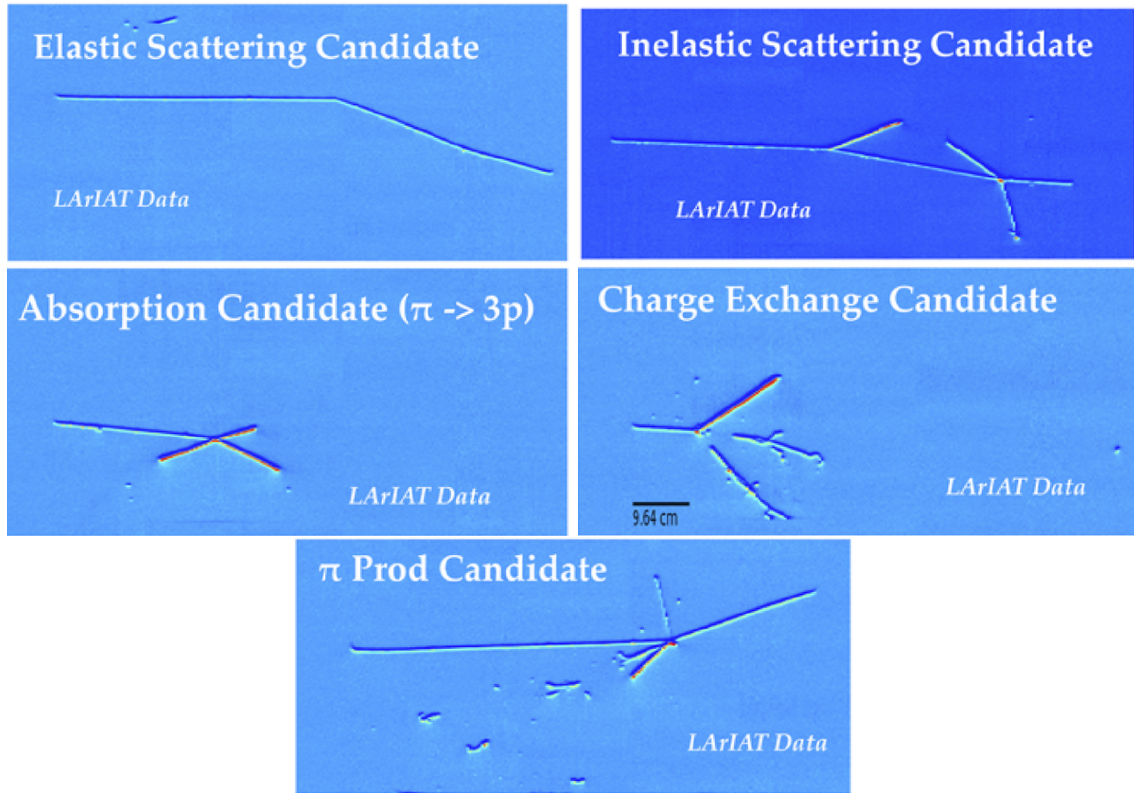 Elastic Scattering Candidate
LArIAT Data
Inelastic Scattering Candidate
LArIAT Data
Absorption Candidate (π -> 3p)
LArIAT Data
Charge Exchange Candidate
LArIAT Data
9.64 cm
π Prod Candidate
LArIAT Data